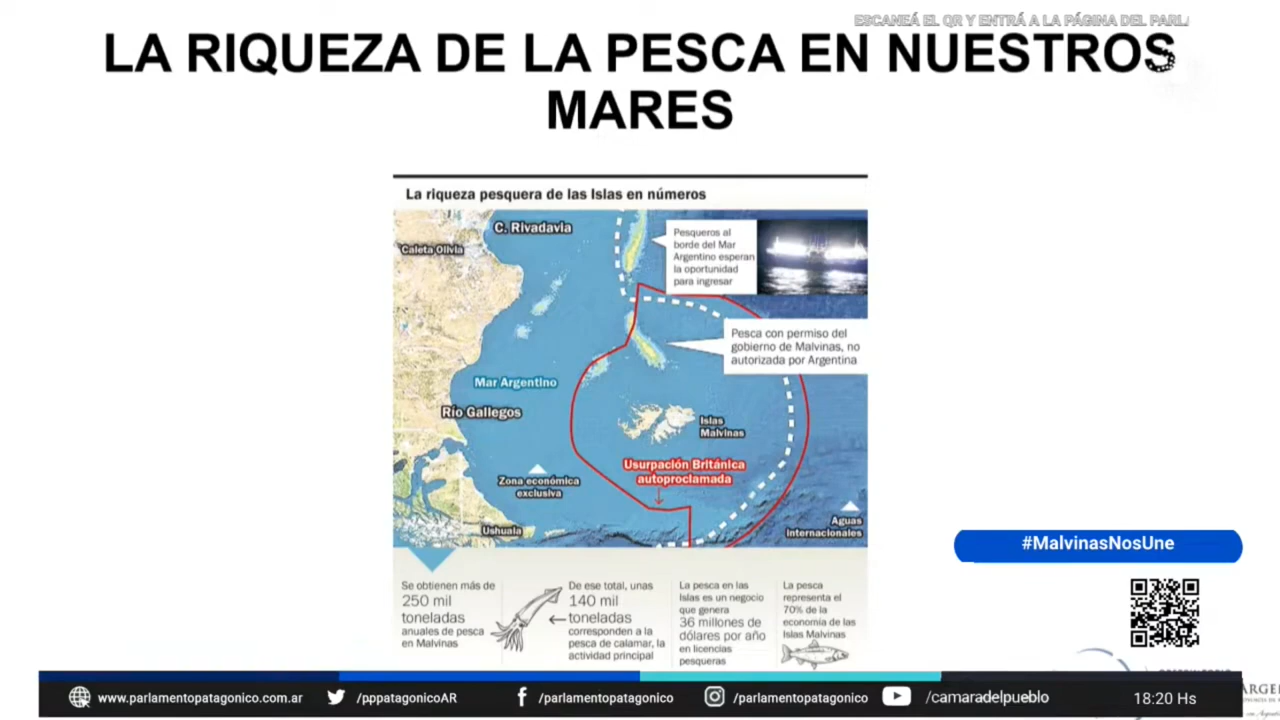 ESCANEÁ EL QR Y ENTRÁ A LA PÁGINA DEL PARL
LA RIQUEZA DE LA PESCA EN NUESTROS
MARES
La riqueza pesquera de las Islas en números
C. Rivadavia
Caleta Olivia
Pesqueros al
borde del Mar
Argentino esperan
la oportunidad
para ingresar
Pesca con permiso del
gobierno de Malvinas, no
autorizada por Argentina
Mar Argentino
Río Gallegos
Islas
Malvinas
Usurpación Británica
autoproclamada
Zona económica
exclusiva
Ushuaia
Aguas
internacionales
Se obtienen más de
250 mil
toneladas
anuales de pesca
en Malvinas
De ese total, unas
140 mil
toneladas
corresponden a la
pesca de calamar, la
actividad principal
La pesca en las
Islas es un negocio
que genera
36 millones de
dólares por año
en licencias
pesqueras
La pesca
representa el
70% de la
economía de las
Islas Malvinas
#MalvinasNosUne
www.parlamentopatagonico.com.ar
/pppatagonicoAR
/parlamentopatagonico
/parlamentopatagonico
/camaradelpueblo
18:20 Hs